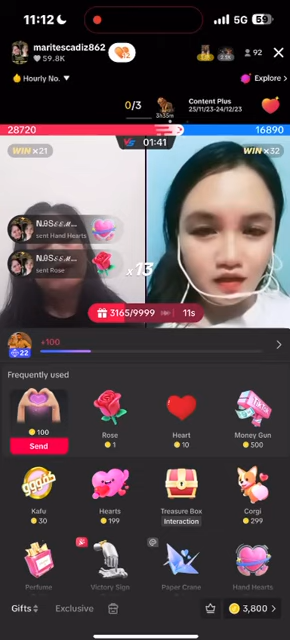 11:12
5G 59
maritescadiz862
59.8K
92
Hourly No.
Explore >
0/3
3h35m
Content Plus
25/11/23-24/12/23
28720
VS
16890
WIN ×21
01:41
WIN ×32
sent Hand Hearts
sent Rose
x13
3165/9999
11s
22
+100
Frequently used
100
Send
Rose
1
Heart
10
Money Gun
500
Kafu
30
Hearts
199
Treasure Box
Interaction
Corgi
299
Perfume
Victory Sign
Paper Crane
Hand Hearts
Gifts
Exclusive
3,800 >